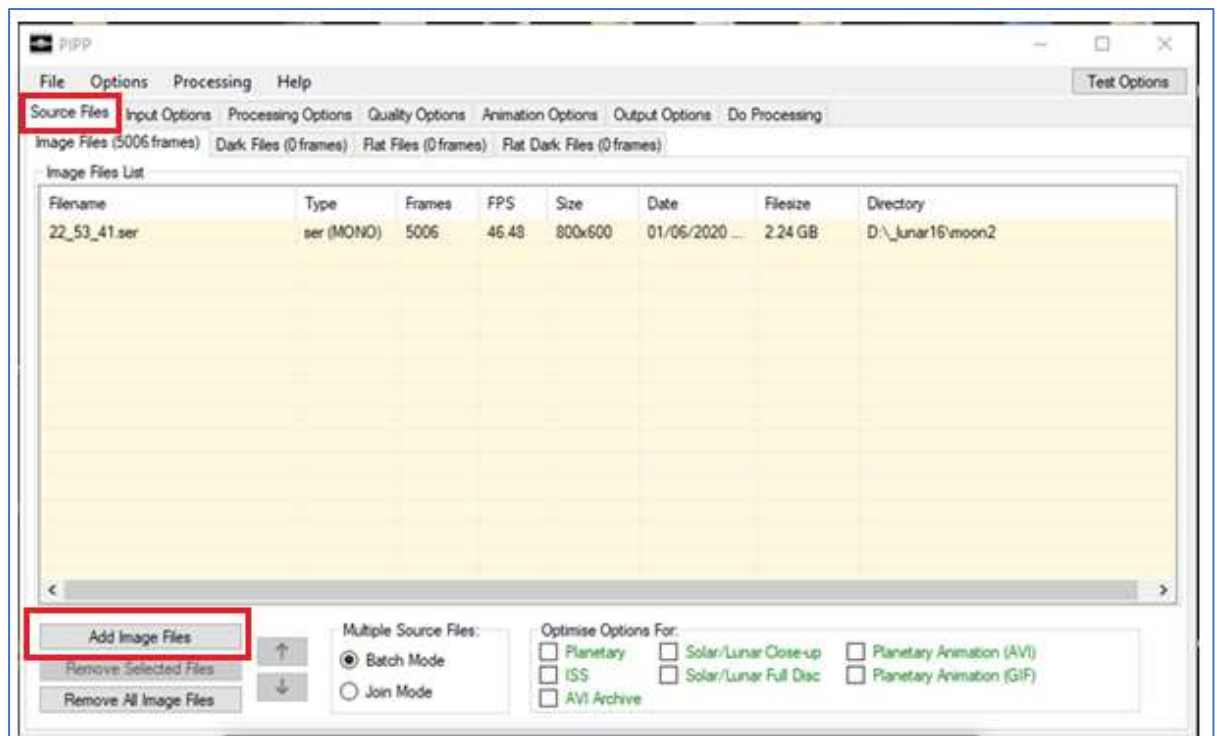 PIPP
File Options Processing Help Test Options
Source Files Input Options Processing Options Quality Options Animation Options Output Options Do Processing
Image Files (5006 frames) Dark Files (0 frames) Flat Files (0 frames) Flat Dark Files (0 frames)
Image Files List
Filename Type Frames FPS Size Date Filesize Directory
22_53_41.ser ser (MONO) 5006 46.48 800x600 01/06/2020 ... 2.24 GB D:\_lunar16\moon2
Add Image Files
Remove Selected Files
Remove All Image Files
Multiple Source Files:
Batch Mode
Join Mode
Optimise Options For:
Planetary Solar/Lunar Close-up Planetary Animation (AVI)
ISS Solar/Lunar Full Disc Planetary Animation (GIF)
AVI Archive